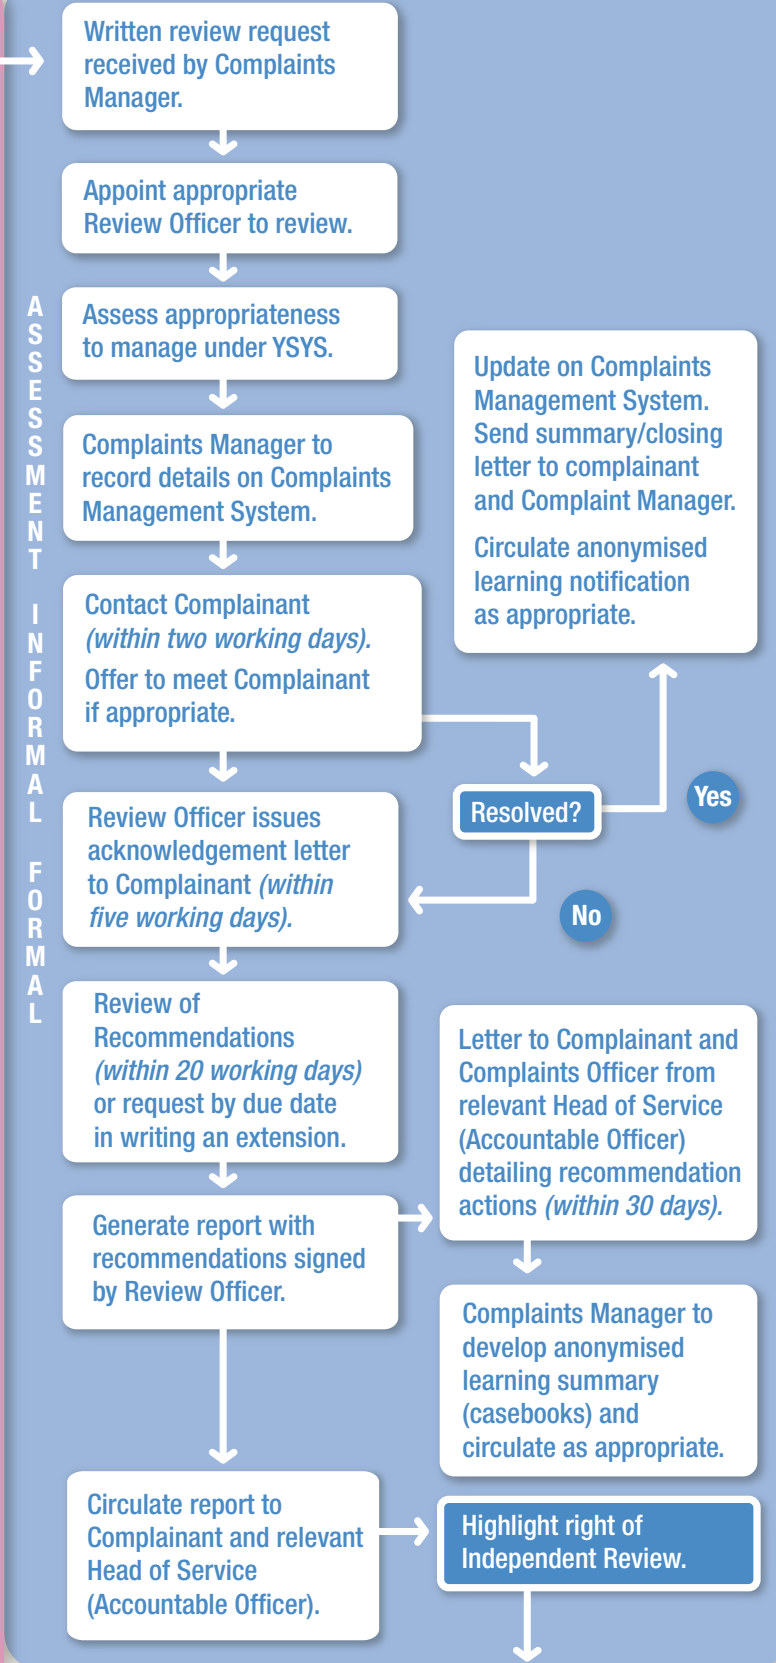 Written review request
received by Complaints
Manager.
Appoint appropriate
Review Officer to review.
Assess appropriateness
to manage under YSYS.
Complaints Manager to
record details on Complaints
Management System.
Contact Complainant
(within two working days).
Offer to meet Complainant
if appropriate.
Resolved?
Yes
Update on Complaints
Management System.
Send summary/closing
letter to complainant
and Complaint Manager.
Circulate anonymised
learning notification
as appropriate.
No
Review Officer issues
acknowledgement letter
to Complainant (within
five working days).
Review of
Recommendations
(within 20 working days)
or request by due date
in writing an extension.
Generate report with
recommendations signed
by Review Officer.
Letter to Complainant and
Complaints Officer from
relevant Head of Service
(Accountable Officer)
detailing recommendation
actions (within 30 days).
Complaints Manager to
develop anonymised
learning summary
(casebooks) and
circulate as appropriate.
Circulate report to
Complainant and relevant
Head of Service
(Accountable Officer).
Highlight right of
Independent Review.
ASSESSMENT INFORMAL FORMAL